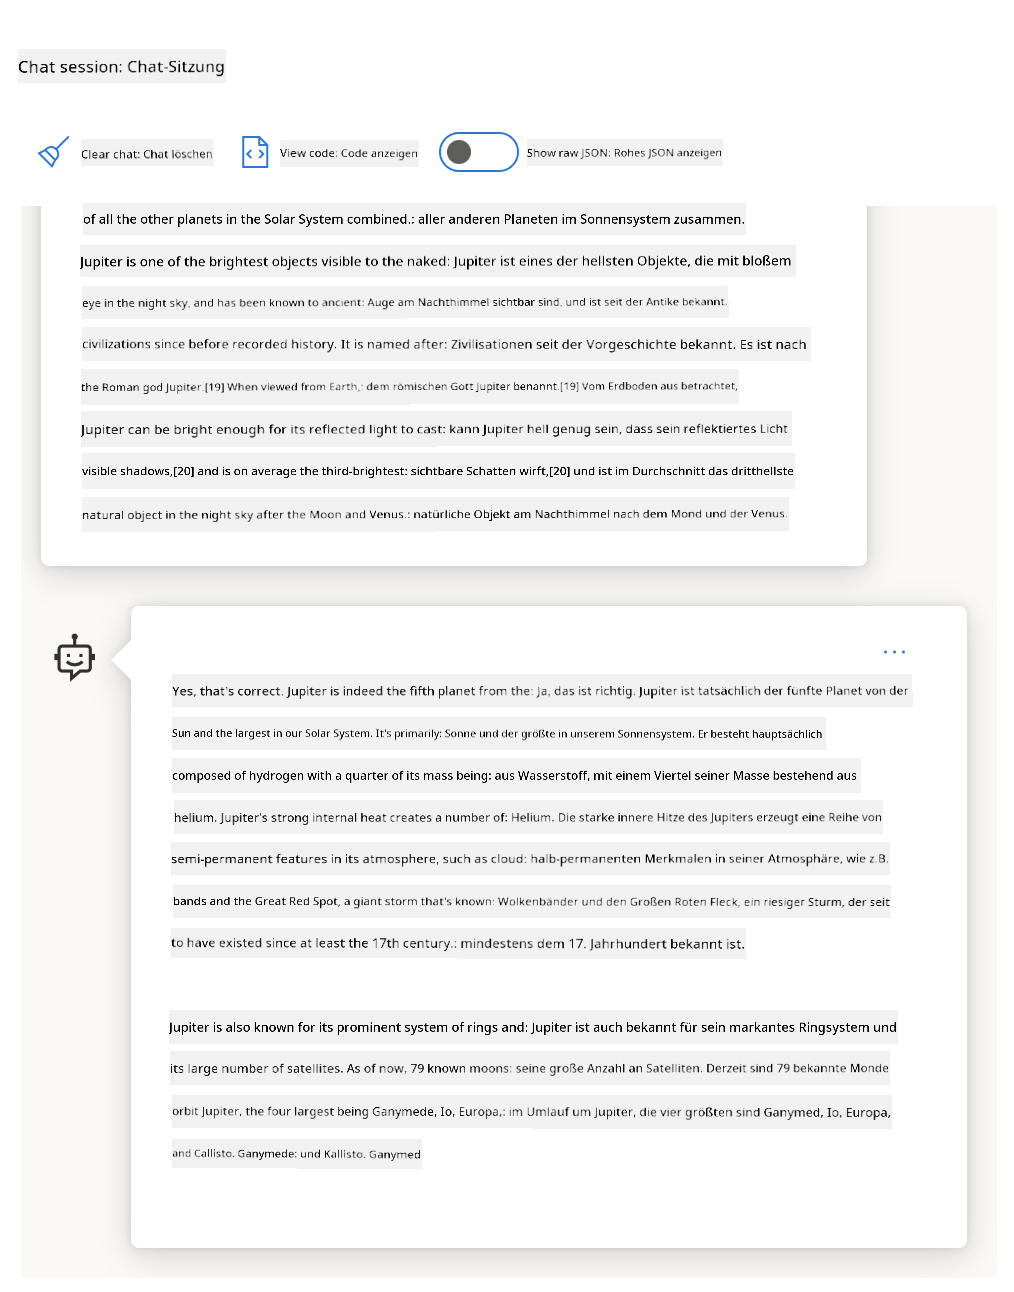 Chat session: Chat-Sitzung
Clear chat: Chat löschen
View code: Code anzeigen
Show raw JSON: Rohes JSON anzeigen
of all the other planets in the Solar System combined.: aller anderen Planeten im Sonnensystem zusammen.
Jupiter is one of the brightest objects visible to the naked: Jupiter ist eines der hellsten Objekte, die mit bloßem
eye in the night sky, and has been known to ancient: Auge am Nachthimmel sichtbar sind, und ist seit der Antike bekannt.
civilizations since before recorded history. It is named after: Zivilisationen seit der Vorgeschichte bekannt. Es ist nach
the Roman god Jupiter.[19] When viewed from Earth,: dem römischen Gott Jupiter benannt.[19] Vom Erdboden aus betrachtet,
Jupiter can be bright enough for its reflected light to cast: kann Jupiter hell genug sein, dass sein reflektiertes Licht
visible shadows,[20] and is on average the third-brightest: sichtbare Schatten wirft,[20] und ist im Durchschnitt das dritthellste
natural object in the night sky after the Moon and Venus.: natürliche Objekt am Nachthimmel nach dem Mond und der Venus.
Yes, that's correct. Jupiter is indeed the fifth planet from the: Ja, das ist richtig. Jupiter ist tatsächlich der fünfte Planet von der
Sun and the largest in our Solar System. It's primarily: Sonne und der größte in unserem Sonnensystem. Er besteht hauptsächlich
composed of hydrogen with a quarter of its mass being: aus Wasserstoff, mit einem Viertel seiner Masse bestehend aus
helium. Jupiter's strong internal heat creates a number of: Helium. Die starke innere Hitze des Jupiters erzeugt eine Reihe von
semi-permanent features in its atmosphere, such as cloud: halb-permanenten Merkmalen in seiner Atmosphäre, wie z.B.
bands and the Great Red Spot, a giant storm that's known: Wolkenbänder und den Großen Roten Fleck, ein riesiger Sturm, der seit
to have existed since at least the 17th century.: mindestens dem 17. Jahrhundert bekannt ist.
Jupiter is also known for its prominent system of rings and: Jupiter ist auch bekannt für sein markantes Ringsystem und
its large number of satellites. As of now, 79 known moons: seine große Anzahl an Satelliten. Derzeit sind 79 bekannte Monde
orbit Jupiter, the four largest being Ganymede, Io, Europa,: im Umlauf um Jupiter, die vier größten sind Ganymed, Io, Europa,
and Callisto. Ganymede: und Kallisto. Ganymed